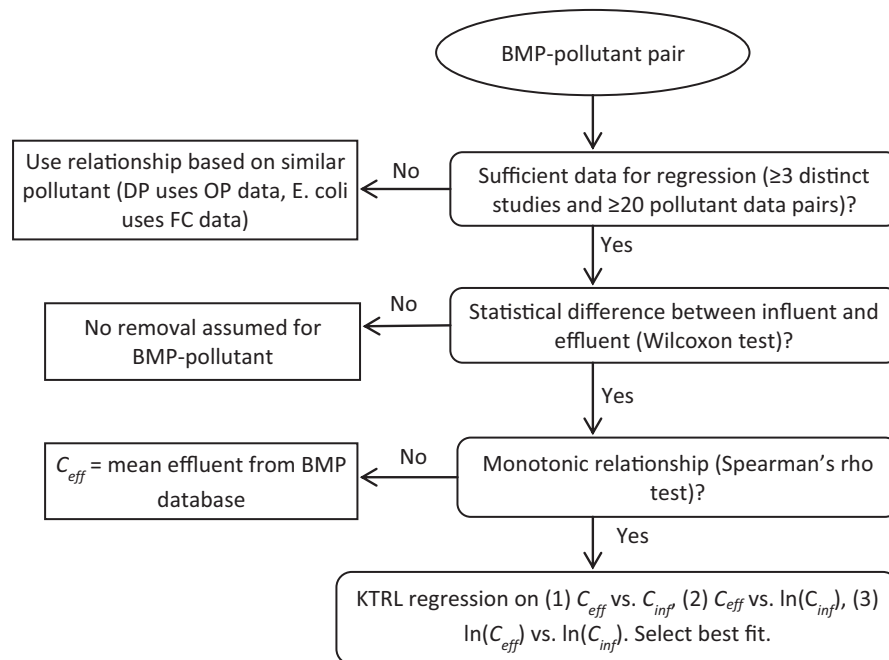 BMP-pollutant pair
Use relationship based on similar
pollutant (DP uses OP data, E. coli
uses FC data)
No
Sufficient data for regression (≥3 distinct
studies and ≥20 pollutant data pairs)?
Yes
No removal assumed for
BMP-pollutant
No
Statistical difference between influent and
effluent (Wilcoxon test)?
Yes
C_eff = mean effluent from BMP
database
No
Monotonic relationship (Spearman's rho
test)?
Yes
KTRL regression on (1) C_eff vs. C_inf, (2) C_eff vs. ln(C_inf), (3)
ln(C_eff) vs. ln(C_inf). Select best fit.